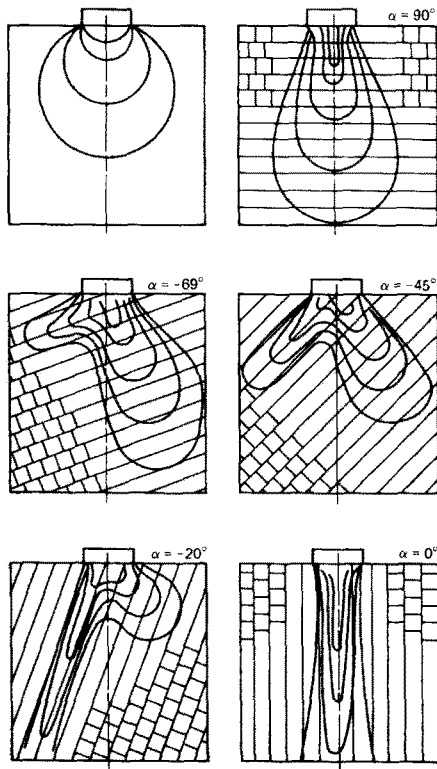 α = 90°
α = −69°
α = −45°
α = −20°
α = 0°